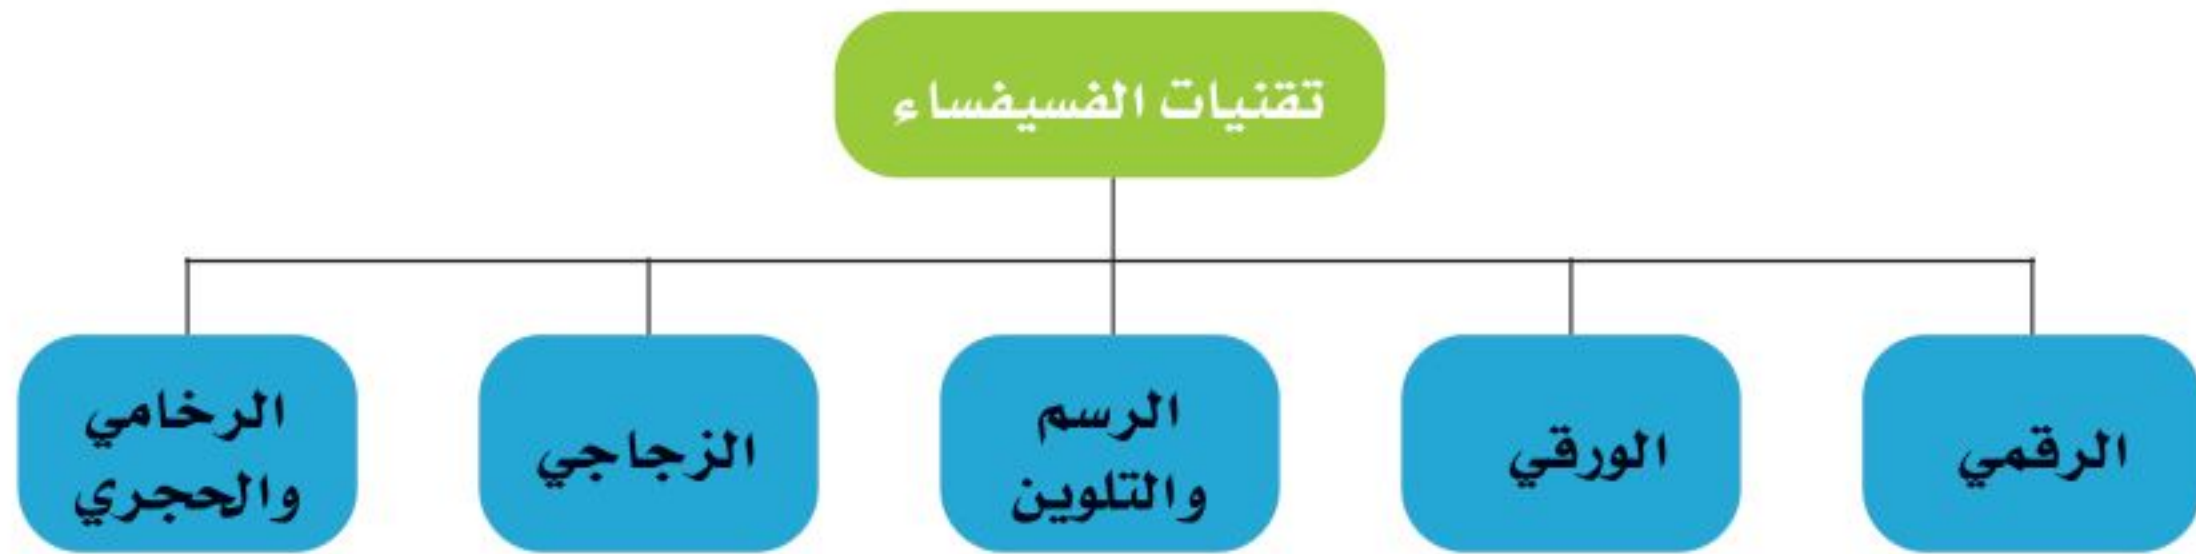 تقنيات الفسيفساء
الرقمي
الورقي
الرسم
والتلوين
الزجاجي
الرخامي
والحجري